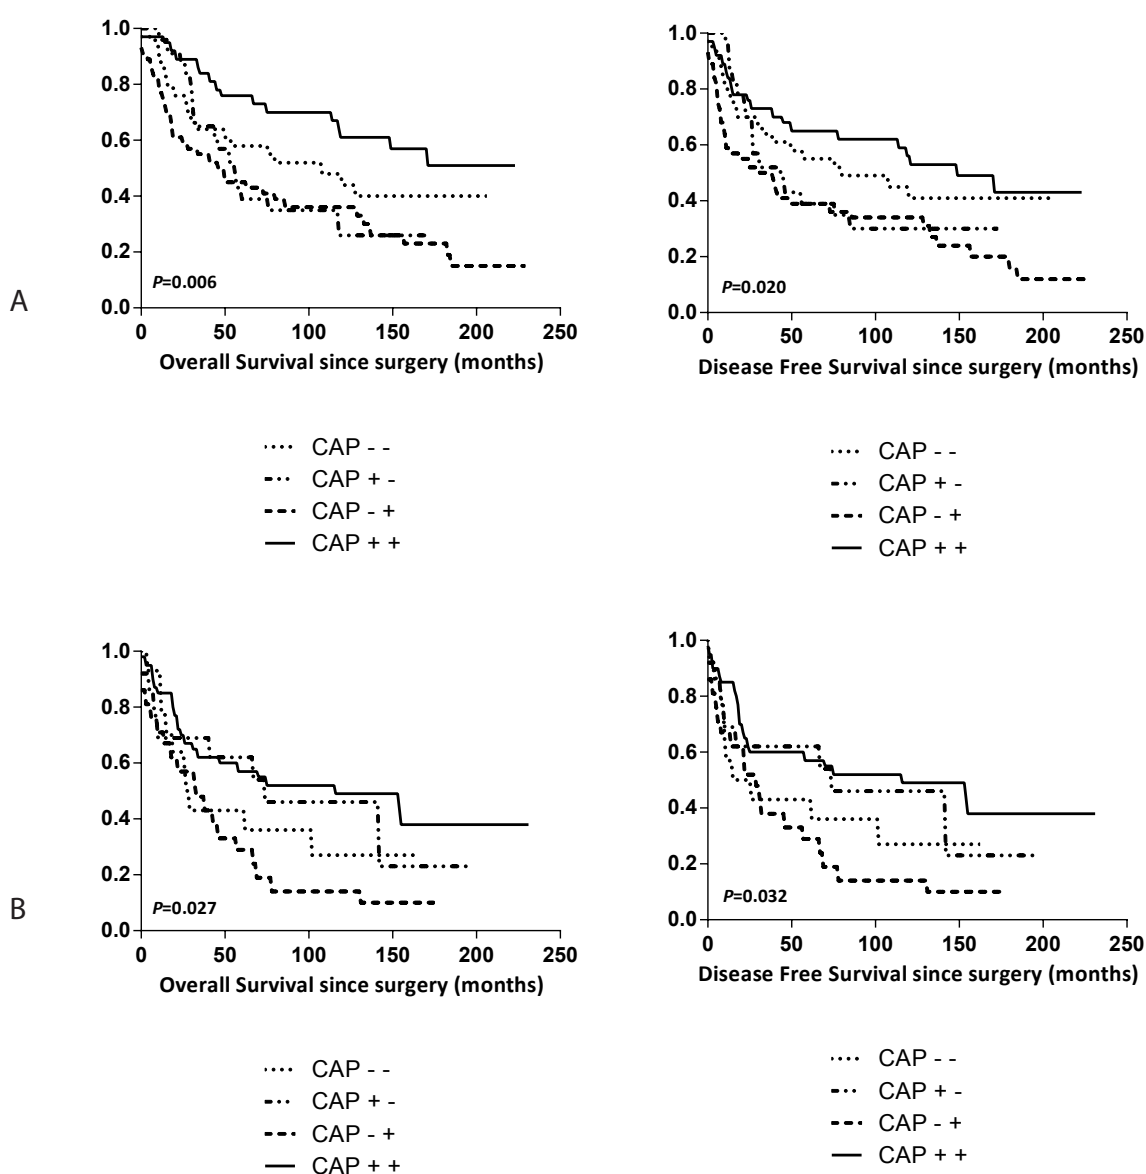 1.0
0.8
0.6
0.4
0.2
0.0
P=0.006
0 50 100 150 200 250
Overall Survival since surgery (months)
1.0
0.8
0.6
0.4
0.2
0.0
P=0.020
0 50 100 150 200 250
Disease Free Survival since surgery (months)
A
CAP - -
CAP + -
CAP - +
CAP + +
CAP - -
CAP + -
CAP - +
CAP + +
1.0
0.8
0.6
0.4
0.2
0.0
P=0.027
0 50 100 150 200 250
Overall Survival since surgery (months)
1.0
0.8
0.6
0.4
0.2
0.0
P=0.032
0 50 100 150 200 250
Disease Free Survival since surgery (months)
B
CAP - -
CAP + -
CAP - +
CAP + +
CAP - -
CAP + -
CAP - +
CAP + +